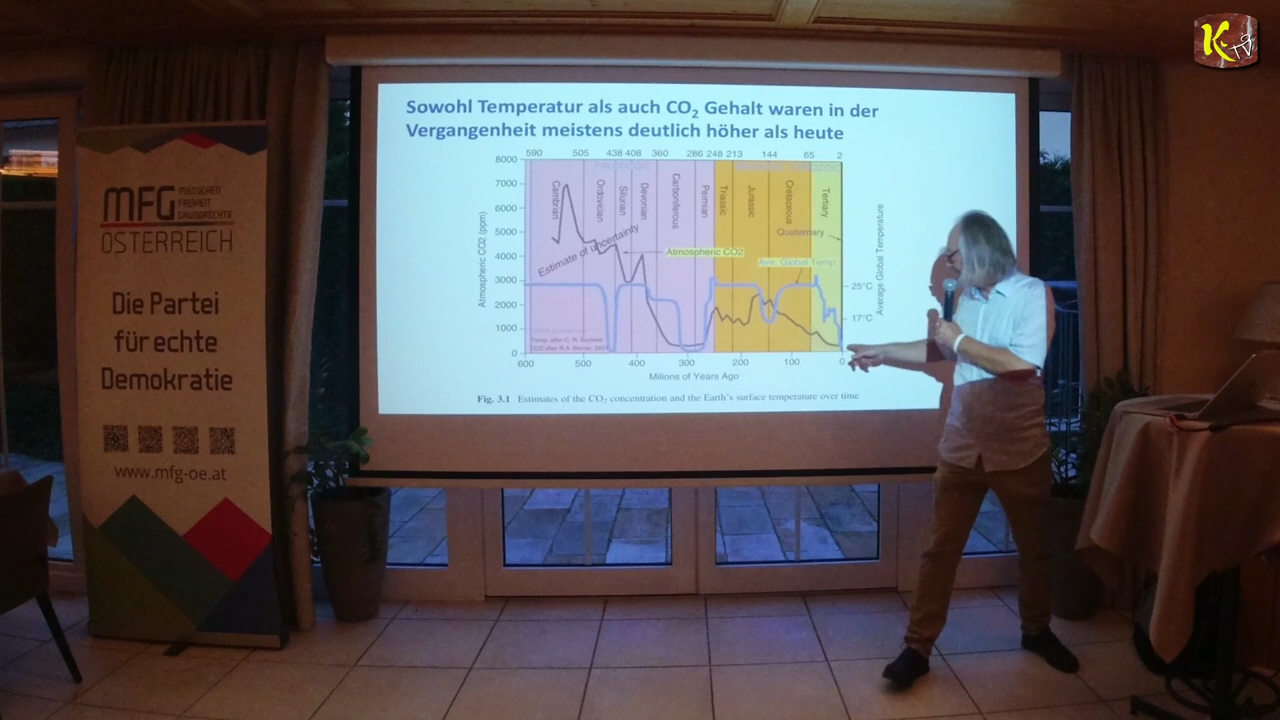 K TV
MFG MENSCHEN
FREIHEIT
GRUNDRECHTE
ÖSTERREICH
Die Partei
für echte
Demokratie
www.mfg-oe.at
Sowohl Temperatur als auch CO₂ Gehalt waren in der
Vergangenheit meistens deutlich höher als heute
590 505 438 408 360 286 248 213 144 65 2
8000
7000
6000
5000
4000
3000
2000
1000
0
Atmospheric CO2 (ppm)
Cambrian
Ordovician
Silurian
Devonian
Carboniferous
Permian
Triassic
Jurassic
Cretaceous
Tertiary
Quaternary
Estimate of uncertainty
Atmospheric CO2
Ave. Global Temp.
25°C
17°C
Average Global Temperature
600 500 400 300 200 100 0
Milions of Years Ago
Fig. 3.1 Estimates of the CO₂ concentration and the Earth's surface temperature over time